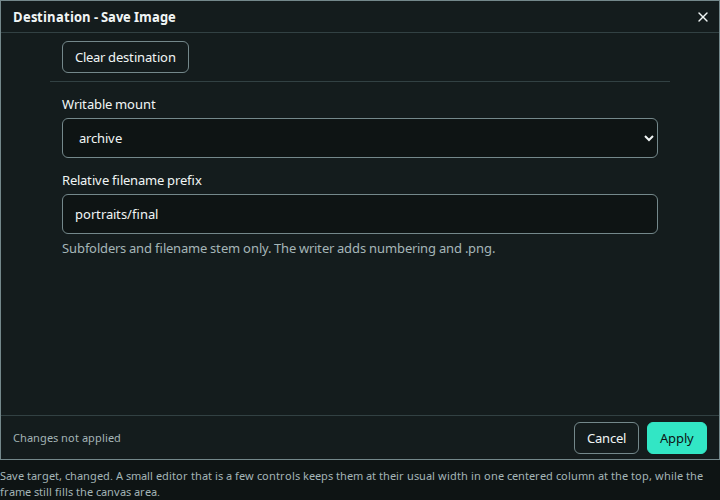 Destination - Save Image
Clear destination
Writable mount
archive
Relative filename prefix
portraits/final
Subfolders and filename stem only. The writer adds numbering and .png.
Changes not applied
Cancel
Apply
Save target, changed. A small editor that is a few controls keeps them at their usual width in one centered column at the top, while the
frame still fills the canvas area.